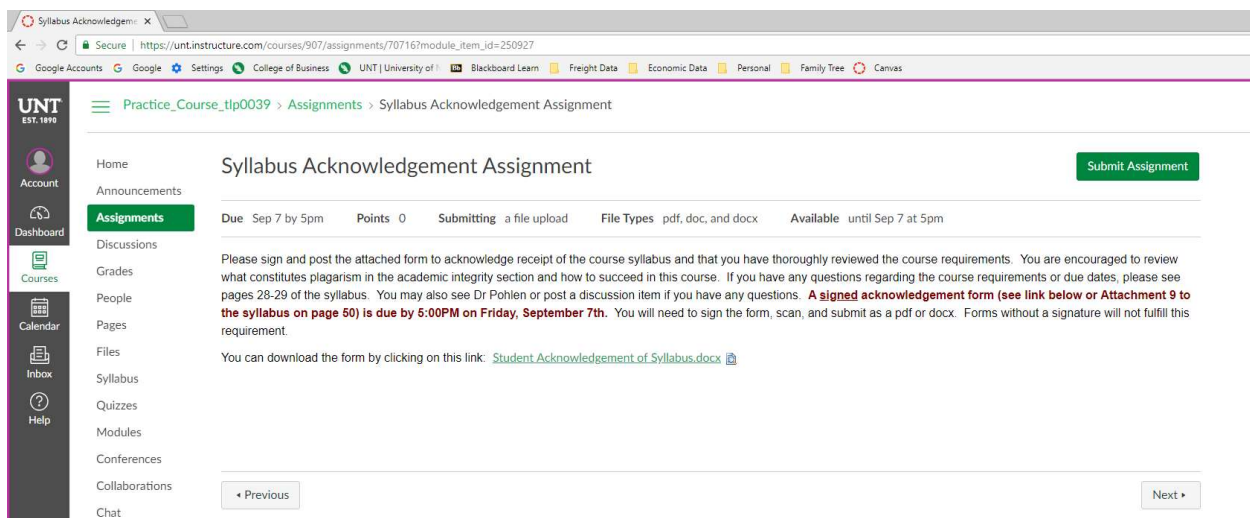 Syllabus Acknowledgeme
Secure | https://unt.instructure.com/courses/907/assignments/70716?module_item_id=250927
Google Accounts Google Settings College of Business UNT | University of Blackboard Learn Freight Data Economic Data Personal Family Tree Canvas
UNT
EST. 1890
Practice_Course_tlp0039 > Assignments > Syllabus Acknowledgement Assignment
Account
Dashboard
Courses
Calendar
Inbox
Help
Home
Announcements
Assignments
Discussions
Grades
People
Pages
Files
Syllabus
Quizzes
Modules
Conferences
Collaborations
Chat
Syllabus Acknowledgement Assignment
Submit Assignment
Due Sep 7 by 5pm Points 0 Submitting a file upload File Types pdf, doc, and docx Available until Sep 7 at 5pm
Please sign and post the attached form to acknowledge receipt of the course syllabus and that you have thoroughly reviewed the course requirements. You are encouraged to review
what constitutes plagarism in the academic integrity section and how to succeed in this course. If you have any questions regarding the course requirements or due dates, please see
pages 28-29 of the syllabus. You may also see Dr Pohlen or post a discussion item if you have any questions. A signed acknowledgement form (see link below or Attachment 9 to
the syllabus on page 50) is due by 5:00PM on Friday, September 7th. You will need to sign the form, scan, and submit as a pdf or docx. Forms without a signature will not fulfill this
requirement.
You can download the form by clicking on this link: Student Acknowledgement of Syllabus.docx
Previous
Next